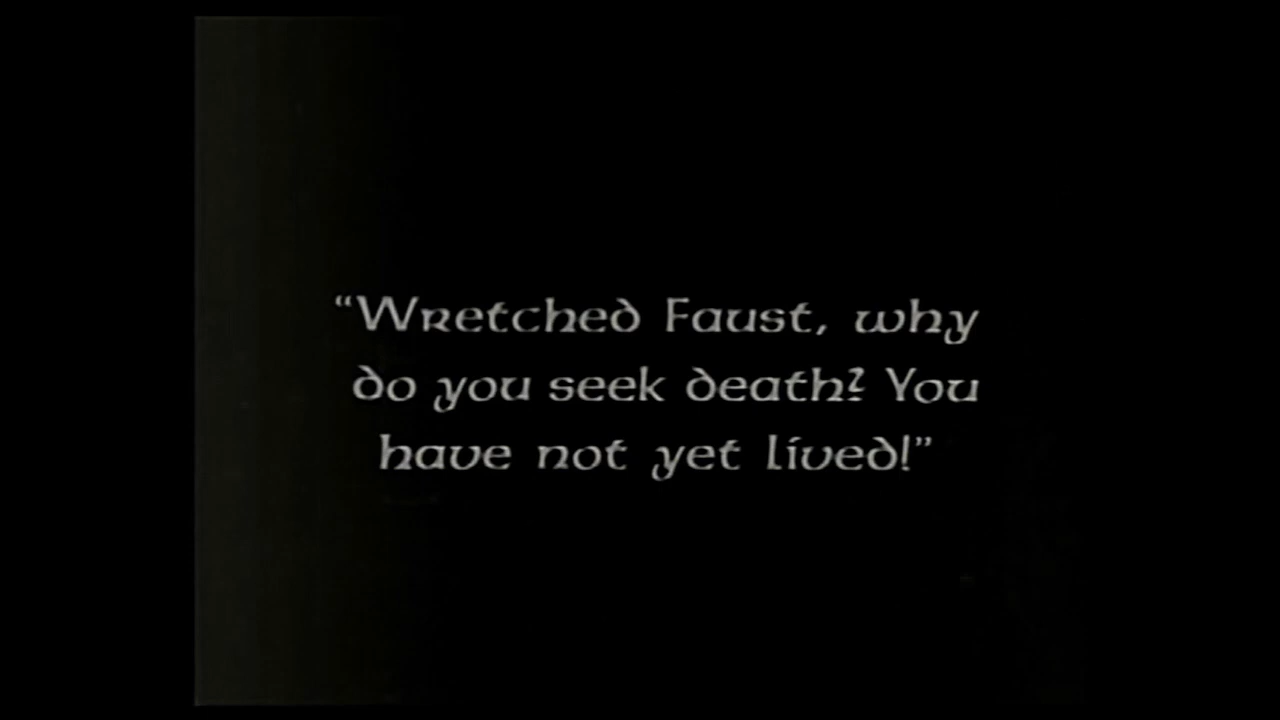 “Wretched Faust, why
do you seek death? You
have not yet lived!”